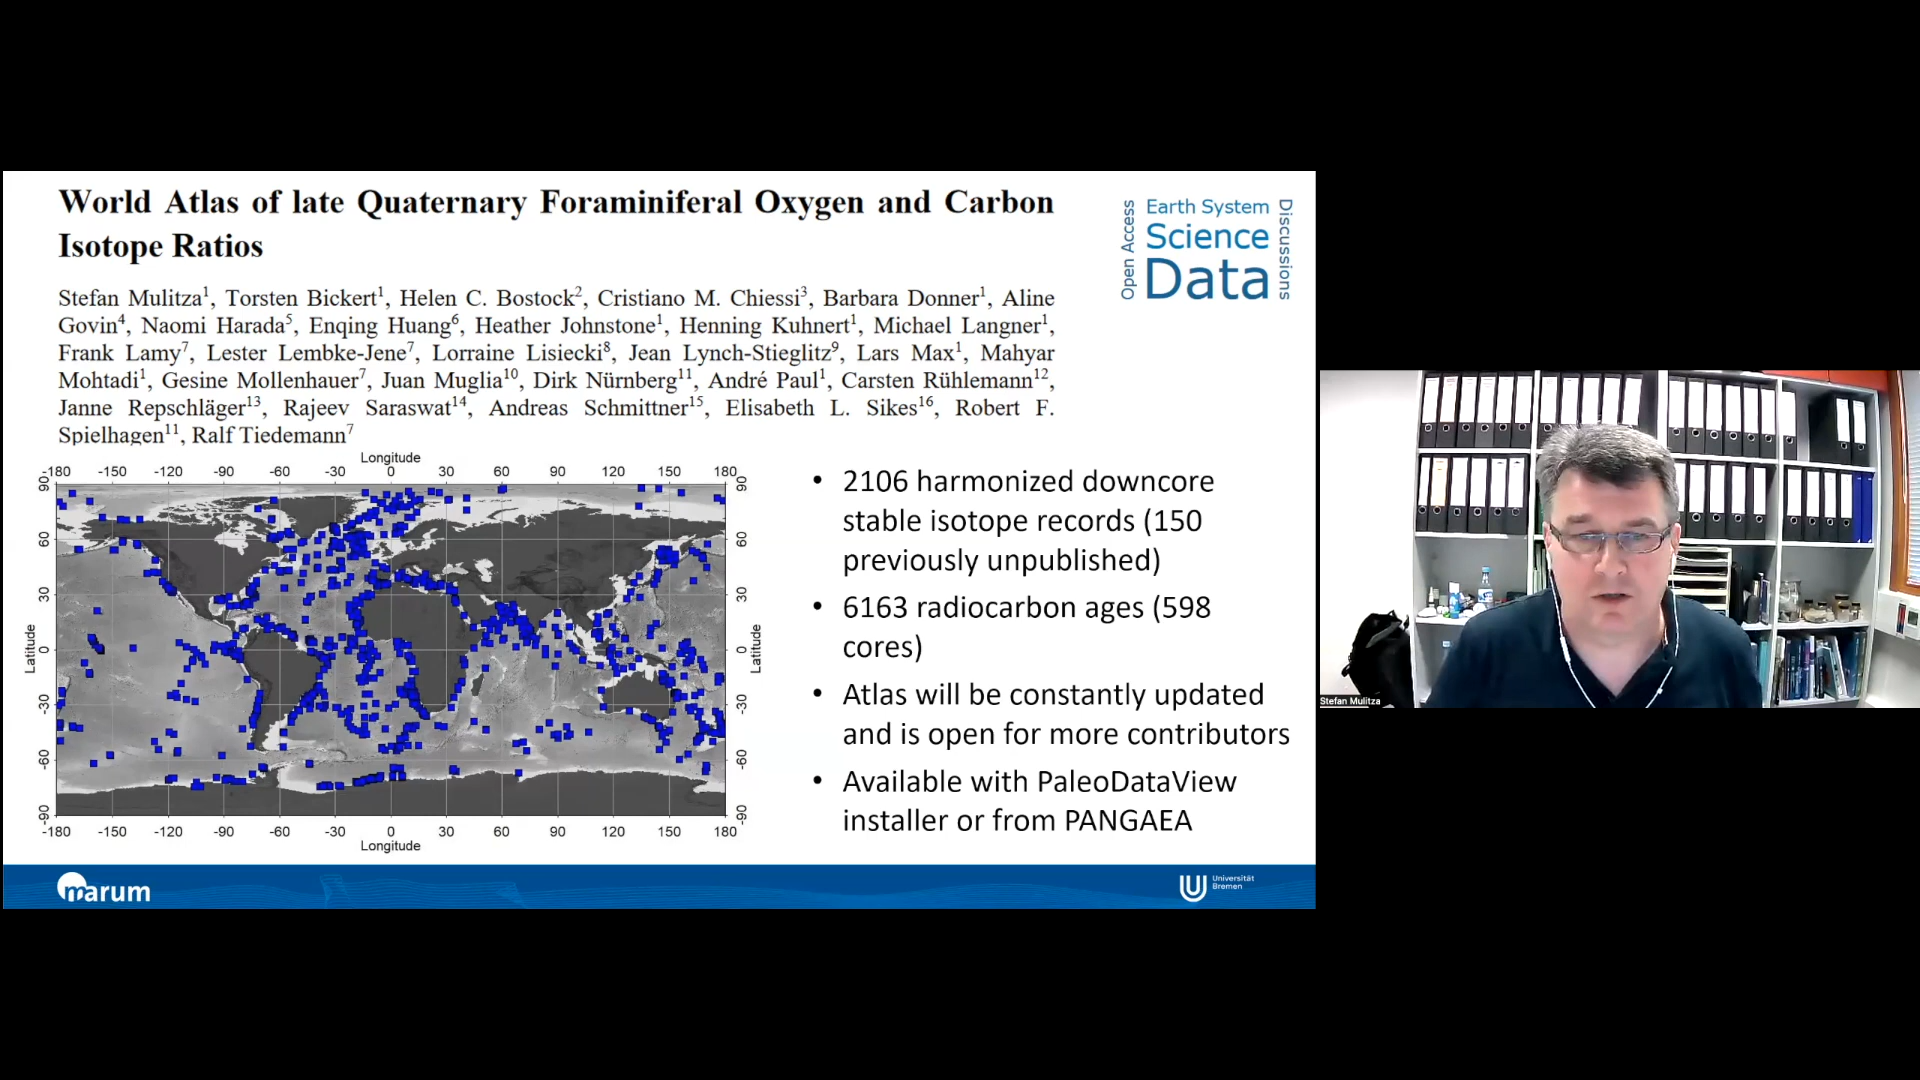 World Atlas of late Quaternary Foraminiferal Oxygen and Carbon
Isotope Ratios
Stefan Mulitza1, Torsten Bickert1, Helen C. Bostock2, Cristiano M. Chiessi3, Barbara Donner1, Aline
Govin4, Naomi Harada5, Enqing Huang6, Heather Johnstone1, Henning Kuhnert1, Michael Langner1,
Frank Lamy7, Lester Lembke-Jene7, Lorraine Lisiecki8, Jean Lynch-Stieglitz9, Lars Max1, Mahyar
Mohtadi1, Gesine Mollenhauer7, Juan Muglia10, Dirk Nürnberg11, André Paul1, Carsten Rühlemann12,
Janne Repschläger13, Rajeev Saraswat14, Andreas Schmittner15, Elisabeth L. Sikes16, Robert F.
Spielhagen11, Ralf Tiedemann7
Open Access
Earth System
Science
Data
Discussions
Longitude
-180 -150 -120 -90 -60 -30 0 30 60 90 120 150 180
90 60 30 0 -30 -60 -90
Latitude
Latitude
90 60 30 0 -30 -60 -90
-180 -150 -120 -90 -60 -30 0 30 60 90 120 150 180
Longitude
• 2106 harmonized downcore
stable isotope records (150
previously unpublished)
• 6163 radiocarbon ages (598
cores)
• Atlas will be constantly updated
and is open for more contributors
• Available with PaleoDataView
installer or from PANGAEA
marum
Universität
Bremen
Stefan Mulitza